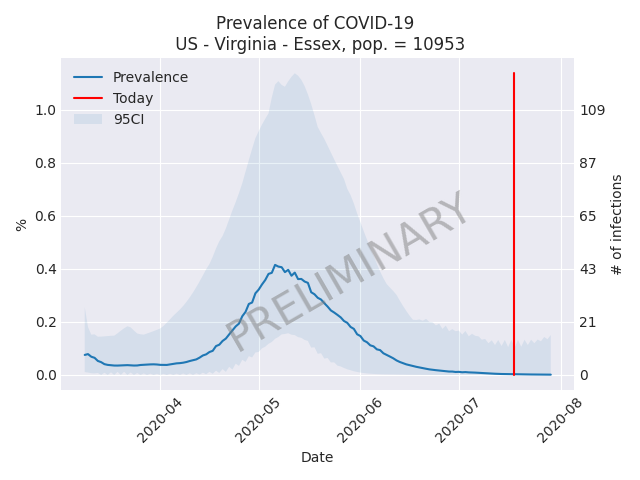 Prevalence of COVID-19
US - Virginia - Essex, pop. = 10953
Prevalence
Today
95CI
1.0
0.8
0.6
0.4
0.2
0.0
%
109
87
65
43
21
0
# of infections
PRELIMINARY
2020-04
2020-05
2020-06
2020-07
2020-08
Date